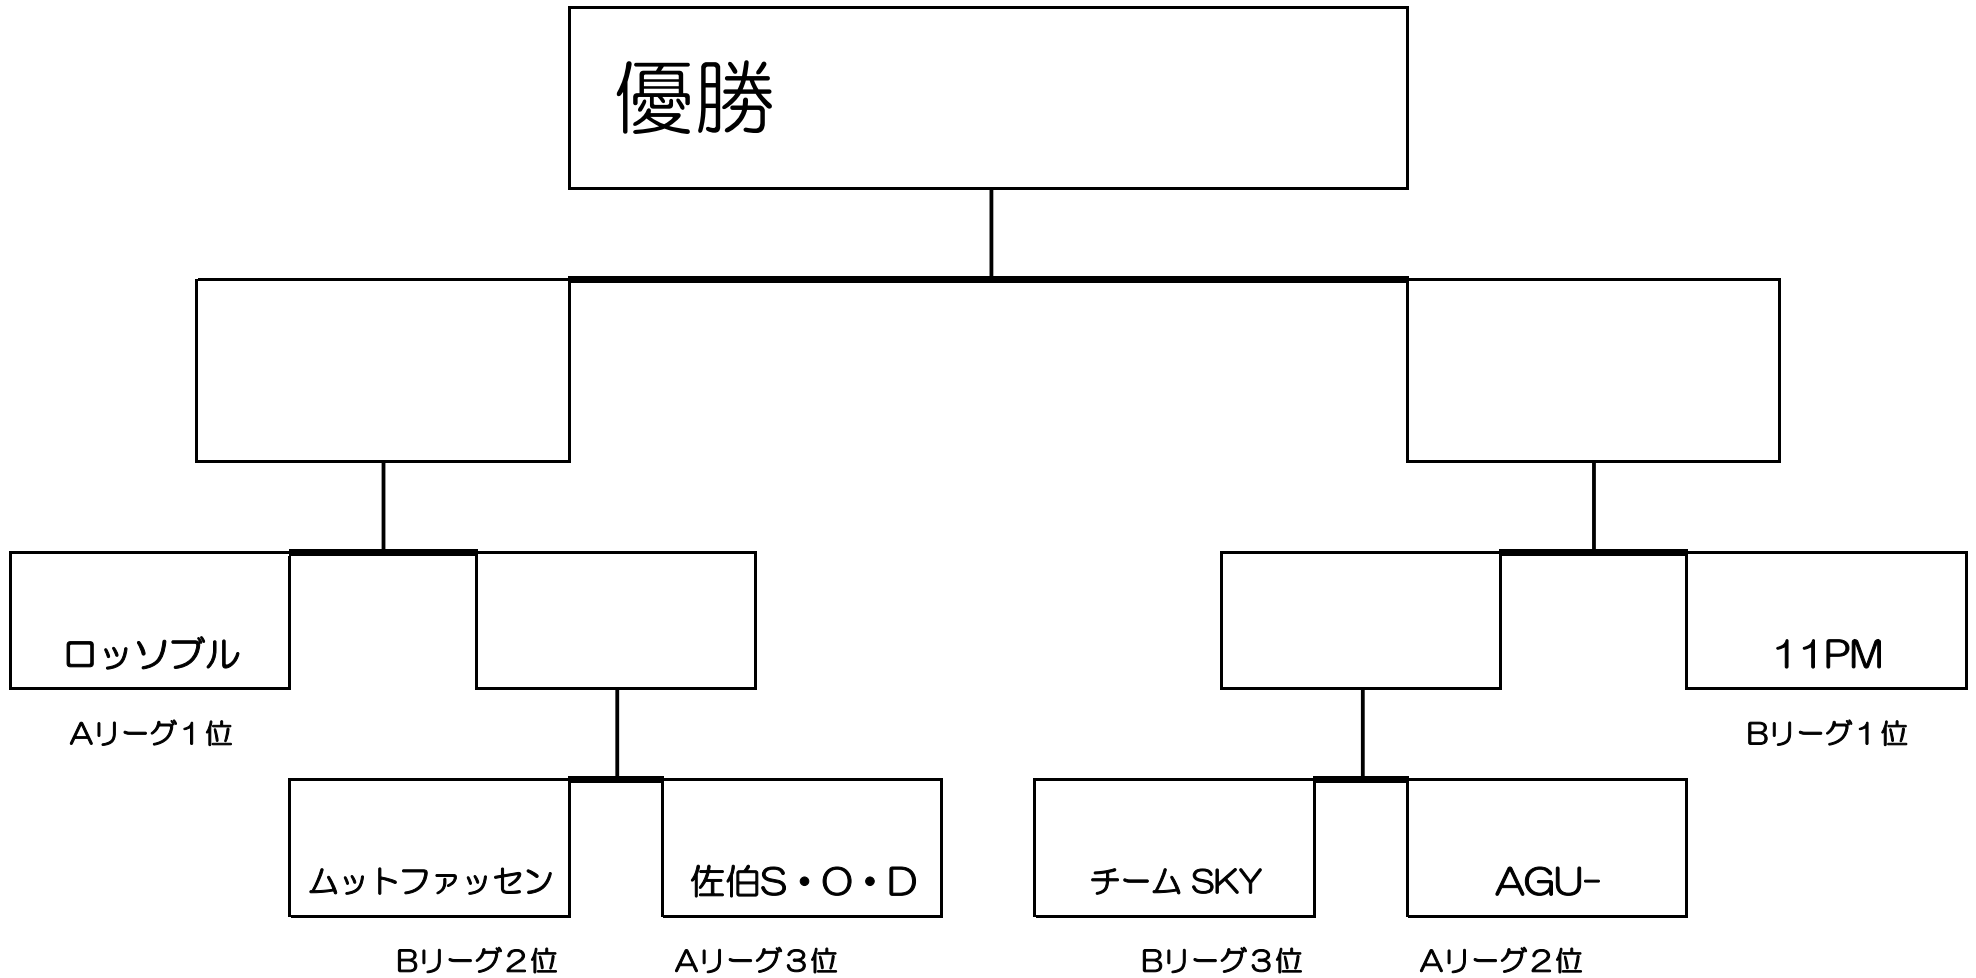 優勝
ロッソブル
11PM
Aリーグ１位
Bリーグ１位
ムットファッセン
佐伯S・O・D
チーム SKY
AGU-
Bリーグ２位
Aリーグ３位
Bリーグ３位
Aリーグ２位